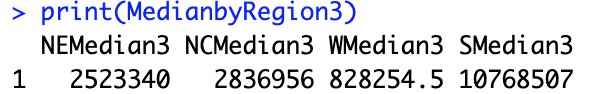 > print(MedianbyRegion3)
NEMedian3 NCMedian3 WMedian3 SMedian3
1 2523340 2836956 828254.5 10768507